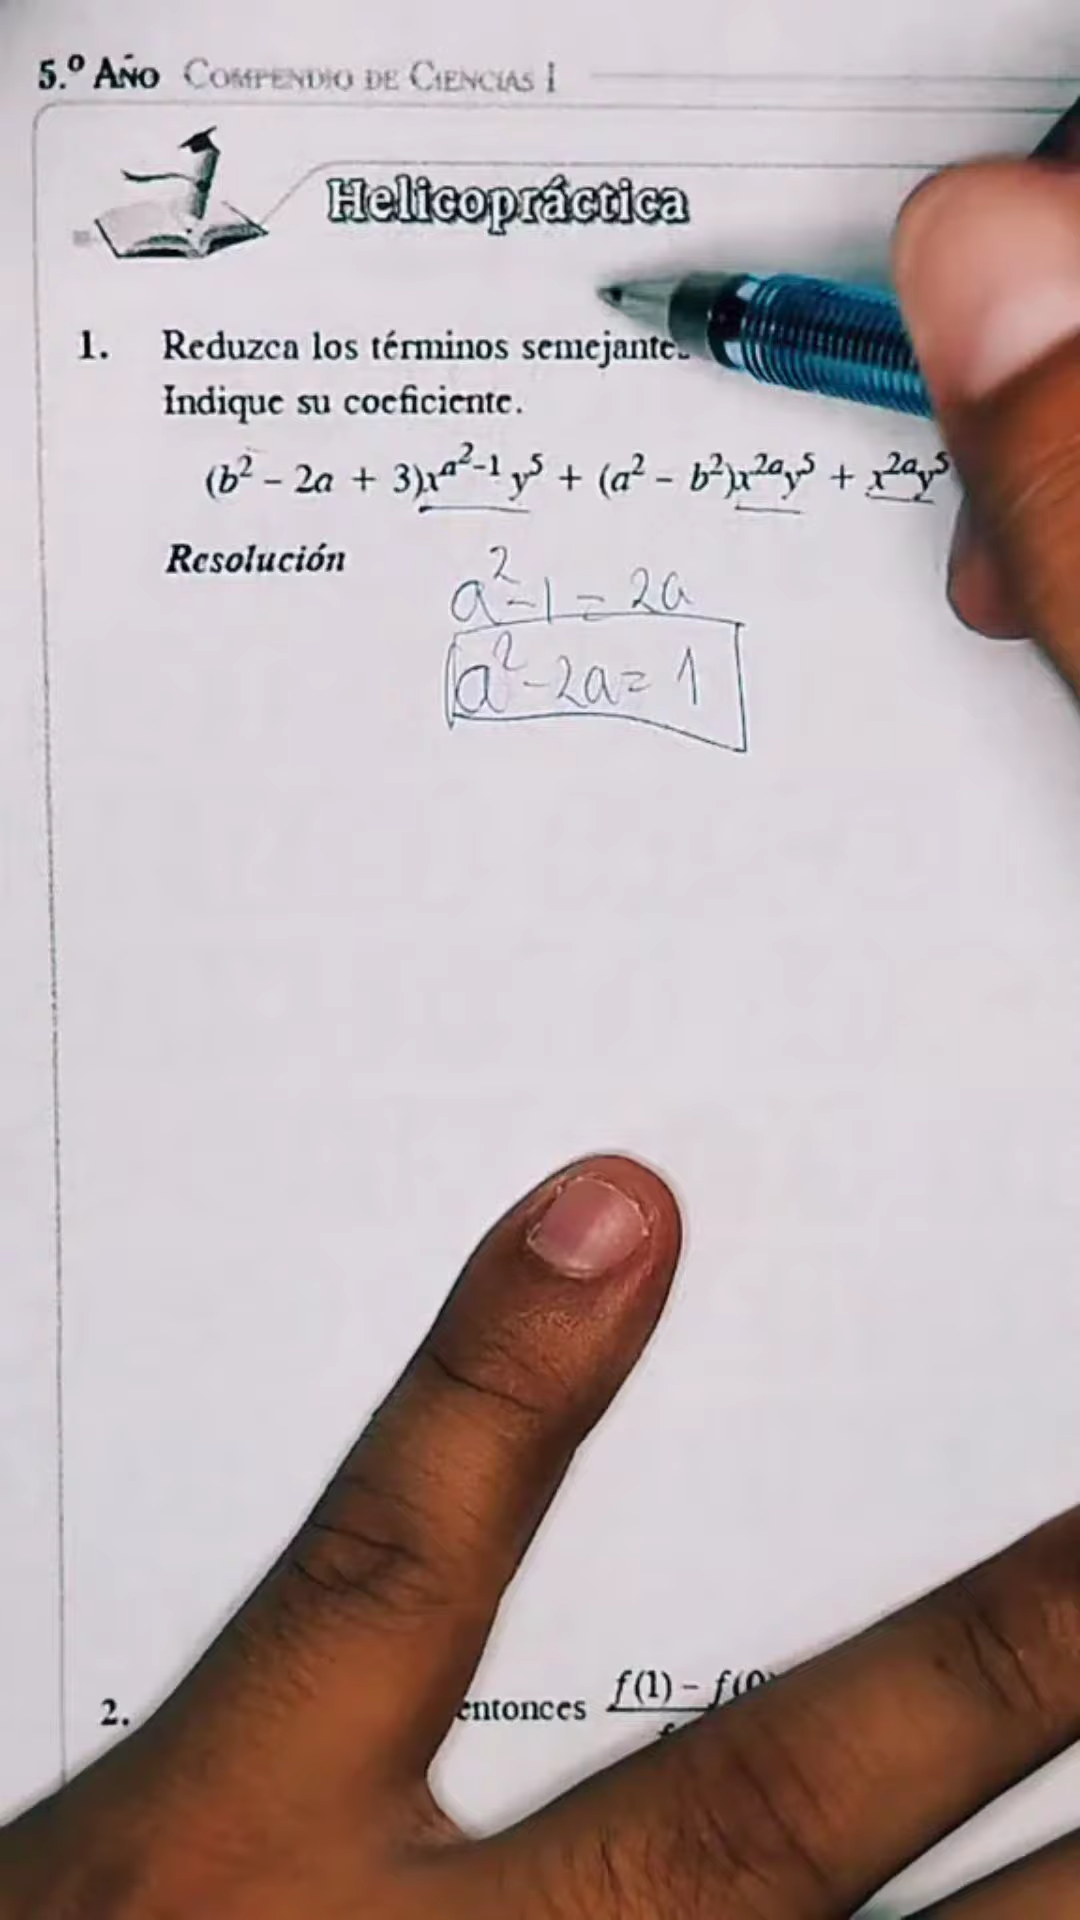 5.º AÑO COMPENDIO DE CIENCIAS I
Helicopráctica
1. Reduzca los términos semejantes
Indique su coeficiente.
(b² – 2a + 3)x^{a²–1} y⁵ + (a² – b²)x^{2a}y⁵ + x^{2a}y⁵
Resolución
a²-1 = 2a
a²-2a = 1
2.
entonces f(1) – f(0)